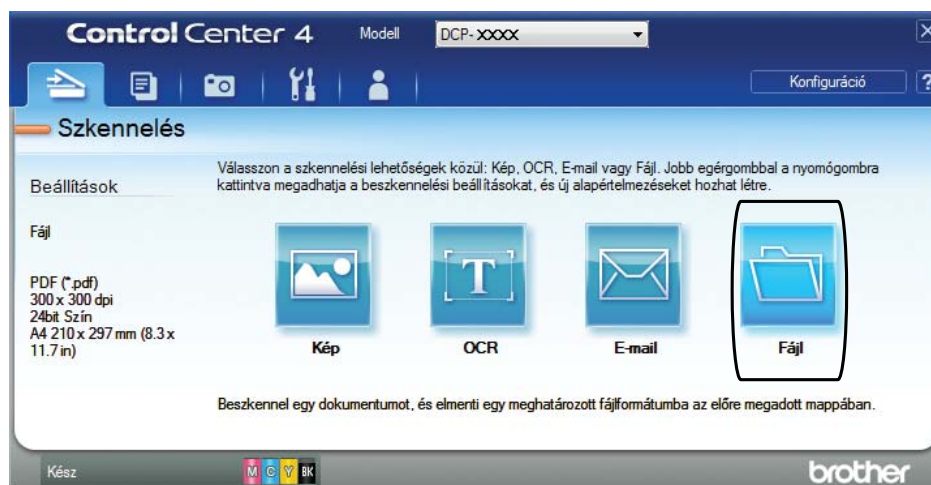 Control Center 4 Modell DCP-XXXX
Konfiguráció ?
Szkennelés
Beállítások
Fájl
PDF (*.pdf)
300 x 300 dpi
24bit Szín
A4 210 x 297 mm (8.3 x
11.7 in)
Válasszon a szkennelési lehetőségek közül: Kép, OCR, E-mail vagy Fájl. Jobb egérgombbal a nyomógombra
kattintva megadhatja a beszkennelési beállításokat, és új alapértelmezéseket hozhat létre.
T
Kép OCR E-mail Fájl
Beszkennel egy dokumentumot, és elmenti egy meghatározott fájlformátumba az előre megadott mappában.
Kész M C Y BK brother